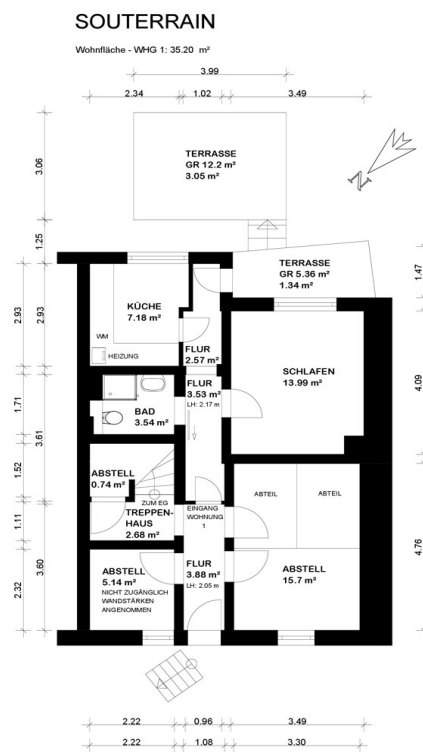 SOUTERRAIN
Wohnfläche - WHG 1: 35.20 m²
3.99
2.34
1.02
3.49
TERRASSE
GR 12.2 m²
3.05 m²
3.06
1.25
N
TERRASSE
GR 5.36 m²
1.34 m²
1.47
KÜCHE
7.18 m²
2.93
2.93
WM
HEIZUNG
FLUR
2.57 m²
SCHLAFEN
13.99 m²
4.09
FLUR
3.53 m²
LH: 2.17 m
BAD
3.54 m²
1.71
3.61
1.52
ABSTELL
0.74 m²
ZUM EG
TREPPEN-
HAUS
2.68 m²
EINGANG
WOHNUNG
1
ABTEIL
ABTEIL
1.11
3.60
2.32
4.76
ABSTELL
5.14 m²
NICHT ZUGÄNGLICH
WANDSTÄRKEN
ANGENOMMEN
FLUR
3.88 m²
LH: 2.05 m
ABSTELL
15.7 m²
2.22
0.96
3.49
2.22
1.08
3.30